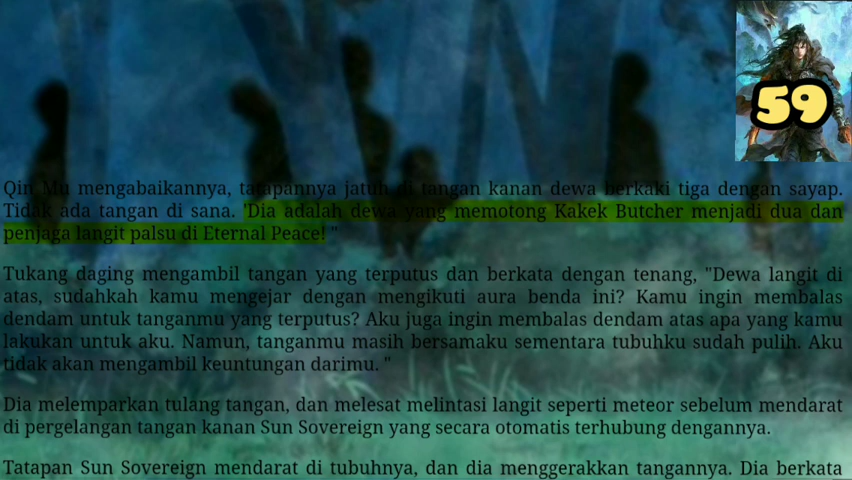 59
Qin Mu mengabaikannya, tatapannya jatuh di tangan kanan dewa berkaki tiga dengan sayap.
Tidak ada tangan di sana. 'Dia adalah dewa yang memotong Kakek Butcher menjadi dua dan
penjaga langit palsu di Eternal Peace! "
Tukang daging mengambil tangan yang terputus dan berkata dengan tenang, "Dewa langit di
atas, sudahkah kamu mengejar dengan mengikuti aura benda ini? Kamu ingin membalas
dendam untuk tanganmu yang terputus? Aku juga ingin membalas dendam atas apa yang kamu
lakukan untuk aku. Namun, tanganmu masih bersamaku sementara tubuhku sudah pulih. Aku
tidak akan mengambil keuntungan darimu. "
Dia melemparkan tulang tangan, dan melesat melintasi langit seperti meteor sebelum mendarat
di pergelangan tangan kanan Sun Sovereign yang secara otomatis terhubung dengannya.
Tatapan Sun Sovereign mendarat di tubuhnya, dan dia menggerakkan tangannya. Dia berkata